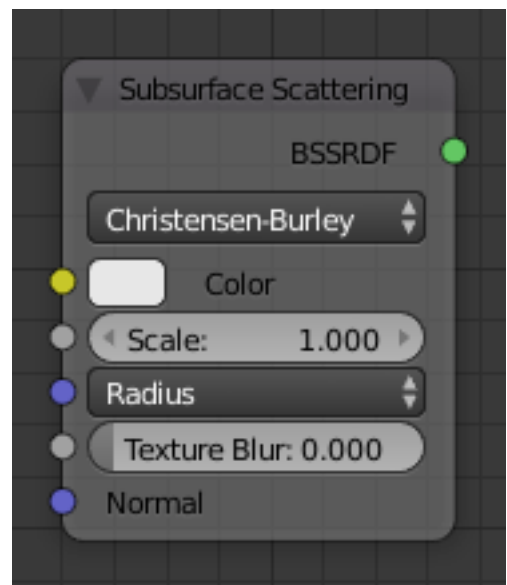 Subsurface Scattering
BSSRDF
Christensen-Burley
Color
Scale: 1.000
Radius
Texture Blur: 0.000
Normal